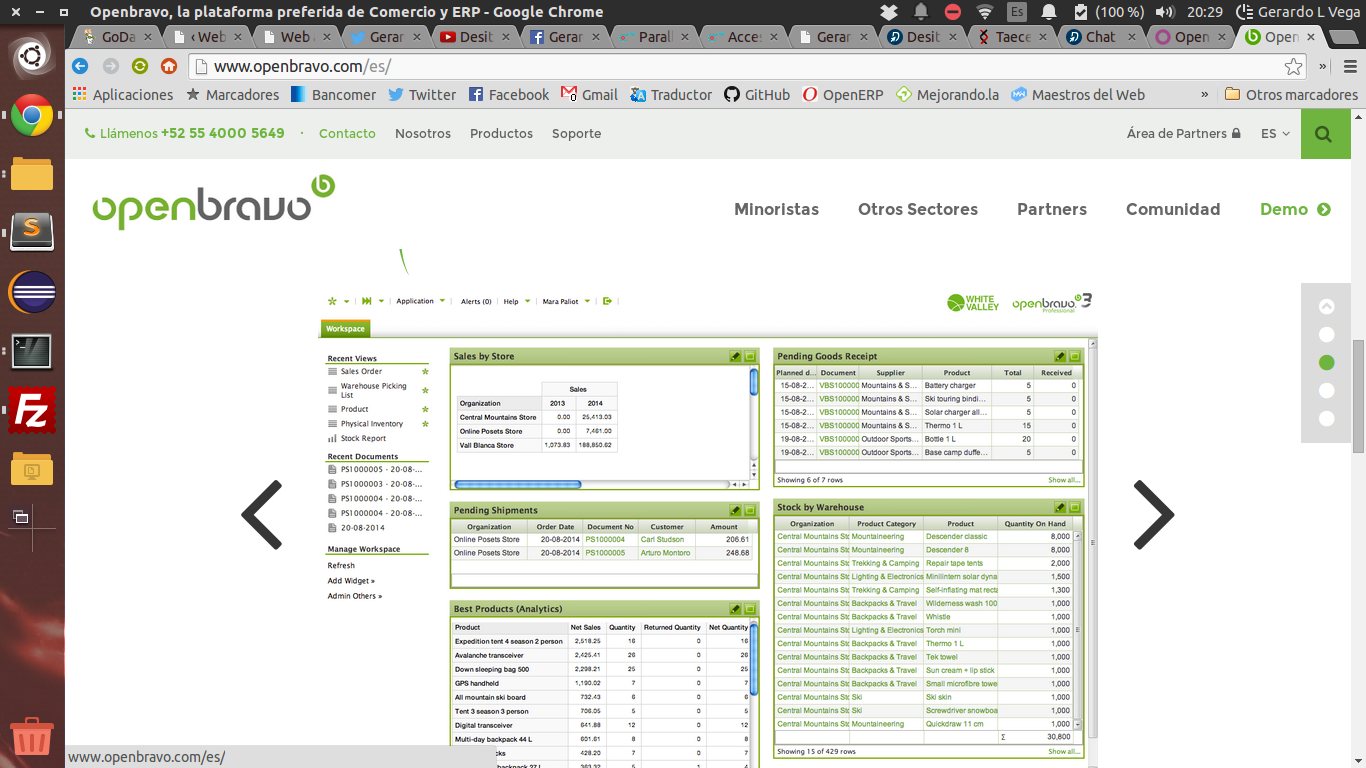 Openbravo, la plataforma preferida de Comercio y ERP - Google Chrome
Es (100 %) 20:29 Gerardo L Vega
GoDa ‹ Web Web Gerar Desit Gerar Parall Acces Gerar Desit Taece Chat Open Open
www.openbravo.com/es/
Aplicaciones Marcadores Bancomer Twitter Facebook Gmail Traductor GitHub OpenERP Mejorando.la Maestros del Web » Otros marcadores
Llámenos +52 55 4000 5649 · Contacto Nosotros Productos Soporte Área de Partners ES
openbravo
Minoristas Otros Sectores Partners Comunidad Demo
Application Alerts (0) Help Mara Paliot
WHITE VALLEY openbravo 3 Professional
Workspace
Recent Views
Sales Order
Warehouse Picking
List
Product
Physical Inventory
Stock Report
Recent Documents
PS1000005 - 20-08-...
PS1000003 - 20-08-...
PS1000004 - 20-08-...
PS1000004 - 20-08-...
20-08-2014
Manage Workspace
Refresh
Add Widget »
Admin Others »
Sales by Store
Sales
Organization 2013 2014
Central Mountains Store 0.00 25,413.03
Online Posets Store 0.00 7,461.00
Vall Blanca Store 1,073.83 188,850.62
Pending Shipments
Organization Order Date Document No Customer Amount
Online Posets Store 20-08-2014 PS1000004 Carl Studson 206.61
Online Posets Store 20-08-2014 PS1000005 Arturo Montoro 248.68
Best Products (Analytics)
Product Net Sales Quantity Returned Quantity Net Quantity
Expedition tent 4 season 2 person 2,518.25 16 0 16
Avalanche transceiver 2,425.41 26 0 26
Down sleeping bag 500 2,298.21 25 0 25
GPS handheld 1,190.02 7 0 7
All mountain ski board 732.43 6 0 6
Tent 3 season 3 person 706.05 5 0 5
Digital transceiver 641.88 12 0 12
Multi-day backpack 44 L 601.61 8 0 8
cks 428.20 7 0 7
backpack 27 L 363.32 5 1 4
Pending Goods Receipt
Planned d... Document Supplier Product Total Received
15-08-2... VBS100000 Mountains & S... Battery charger 5 0
15-08-2... VBS100000 Mountains & S... Ski touring bindi... 5 0
15-08-2... VBS100000 Mountains & S... Solar charger all... 5 0
15-08-2... VBS100000 Mountains & S... Thermo 1 L 15 0
19-08-2... VBS100000 Outdoor Sports... Bottle 1 L 20 0
19-08-2... VBS100000 Outdoor Sports... Base camp duffe... 5 0
Showing 6 of 7 rows Show all...
Stock by Warehouse
Organization Product Category Product Quantity On Hand
Central Mountains Sto Mountaineering Descender classic 8,000
Central Mountains Sto Mountaineering Descender 8 8,000
Central Mountains Sto Trekking & Camping Repair tape tents 2,000
Central Mountains Sto Lighting & Electronics Minilintern solar dyna 1,500
Central Mountains Sto Trekking & Camping Self-inflating mat recta 1,300
Central Mountains Sto Backpacks & Travel Wilderness wash 100 1,000
Central Mountains Sto Backpacks & Travel Whistle 1,000
Central Mountains Sto Lighting & Electronics Torch mini 1,000
Central Mountains Sto Backpacks & Travel Thermo 1 L 1,000
Central Mountains Sto Backpacks & Travel Tek towel 1,000
Central Mountains Sto Backpacks & Travel Sun cream + lip stick 1,000
Central Mountains Sto Backpacks & Travel Small microfibre towe 1,000
Central Mountains Sto Ski Ski skin 1,000
Central Mountains Sto Ski Screwdriver snowboa 1,000
Central Mountains Sto Mountaineering Quickdraw 11 cm 1,000
Σ 30,800
Showing 15 of 429 rows Show all...
www.openbravo.com/es/